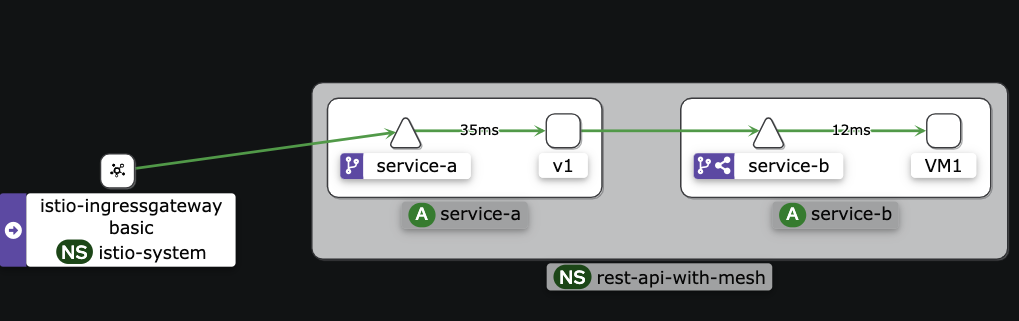 35ms
12ms
service-a
v1
service-b
VM1
istio-ingressgateway
basic
NS istio-system
A service-a
A service-b
NS rest-api-with-mesh